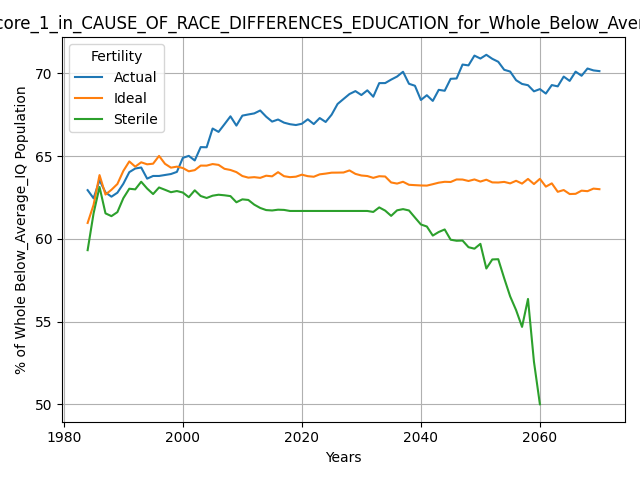 core_1_in_CAUSE_OF_RACE_DIFFERENCES_EDUCATION_for_Whole_Below_Aver
Fertility
Actual
Ideal
Sterile
% of Whole Below_Average_IQ Population
70
65
60
55
50
1980
2000
2020
2040
2060
Years